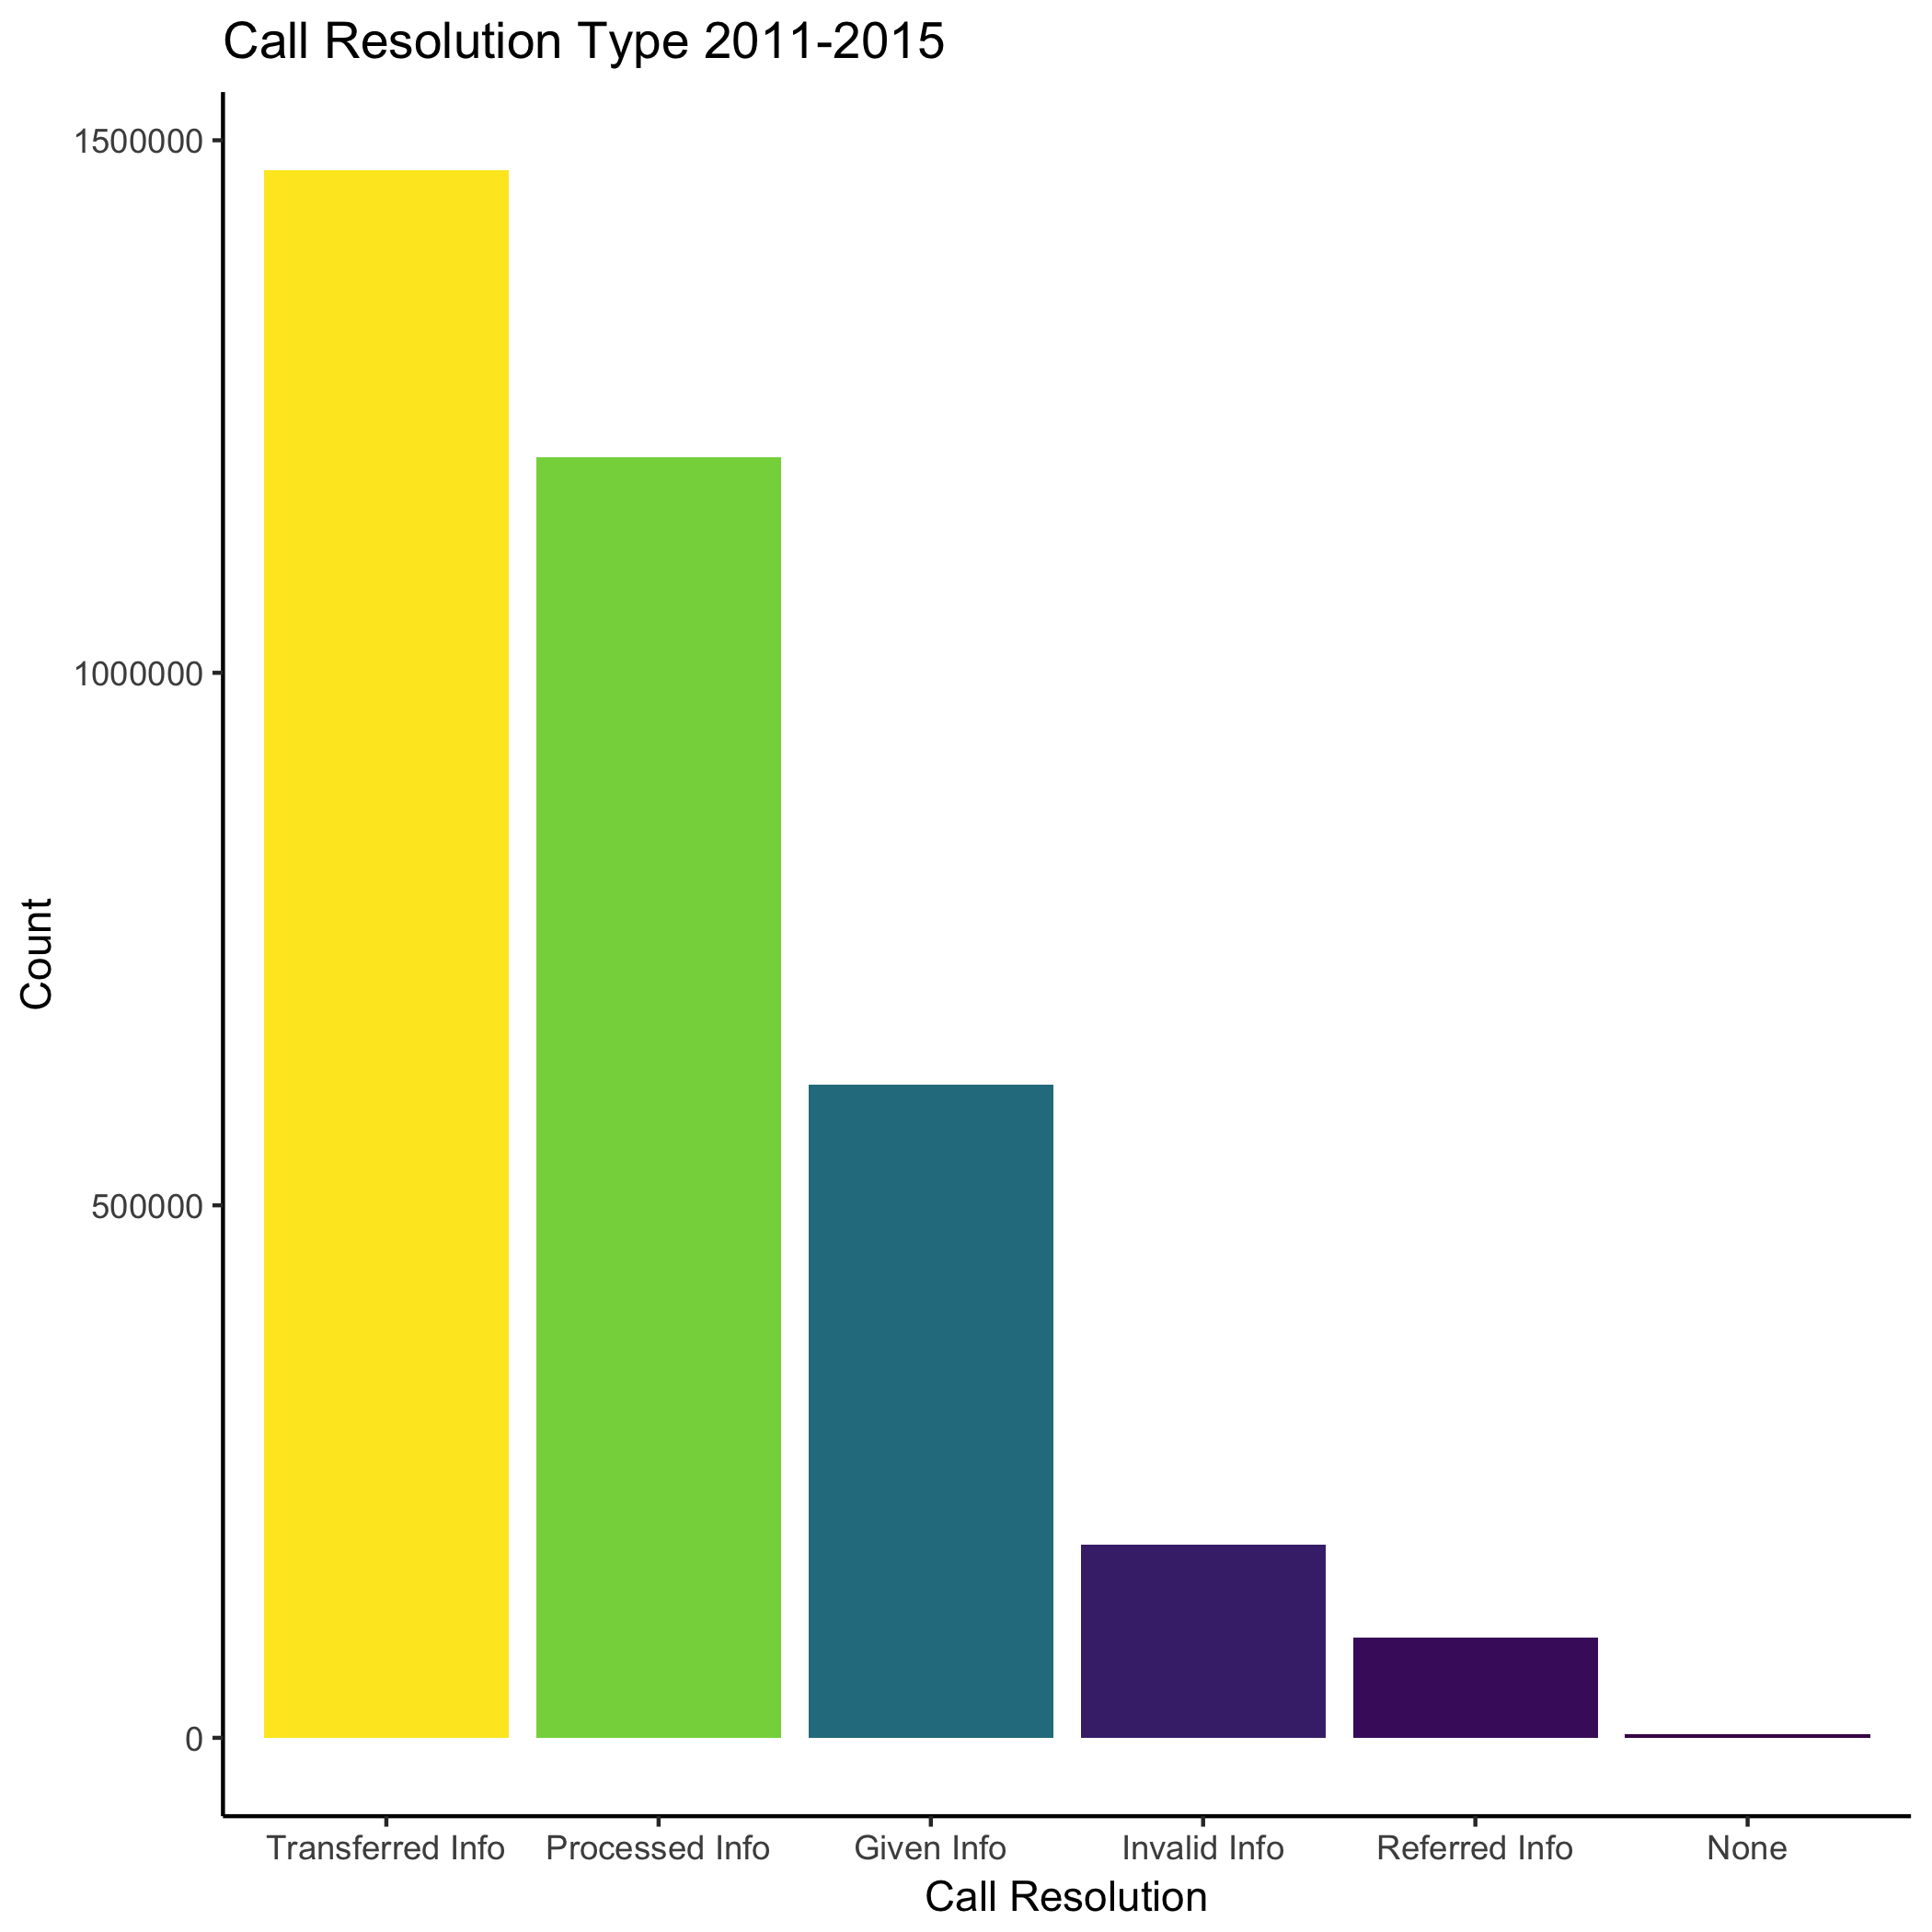 Call Resolution Type 2011-2015
1500000
1000000
500000
0
Count
Transferred Info Processed Info Given Info Invalid Info Referred Info None
Call Resolution